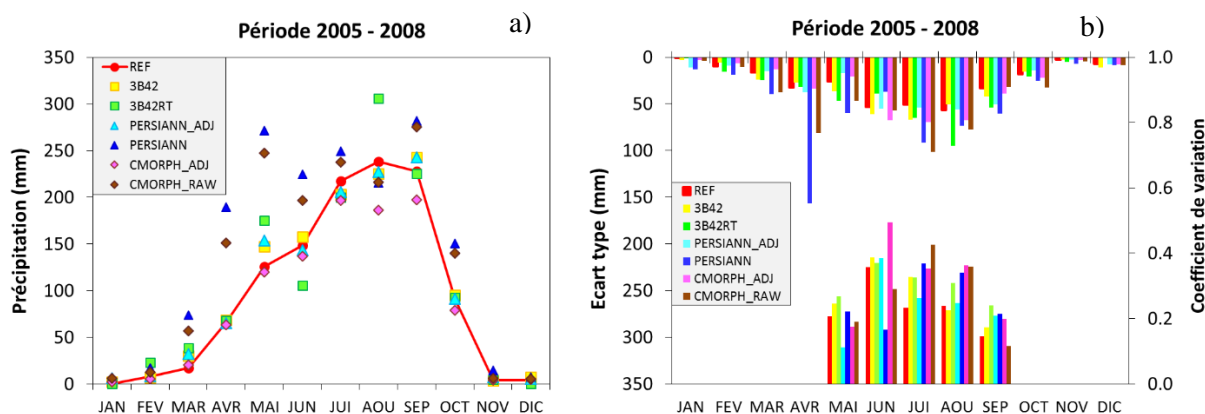 Période 2005 - 2008
a)
Précipitation (mm)
350
300
250
200
150
100
50
0
REF
3B42
3B42RT
PERSIANN_ADJ
PERSIANN
CMORPH_ADJ
CMORPH_RAW
JAN FEV MAR AVR MAI JUN JUI AOU SEP OCT NOV DIC
Période 2005 - 2008
b)
Ecart type (mm)
0
50
100
150
200
250
300
350
REF
3B42
3B42RT
PERSIANN_ADJ
PERSIANN
CMORPH_ADJ
CMORPH_RAW
1.0
0.8
0.6
0.4
0.2
0.0
Coefficient de variation
JAN FEV MAR AVR MAI JUN JUI AOU SEP OCT NOV DIC